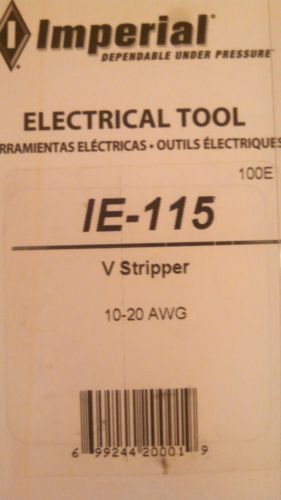 Imperial®
DEPENDABLE UNDER PRESSURE™
ELECTRICAL TOOL
RRAMIENTAS ELÉCTRICAS • OUTILS ÉLECTRIQUES
100E
IE-115
V Stripper
10-20 AWG
6 99244 20001 9